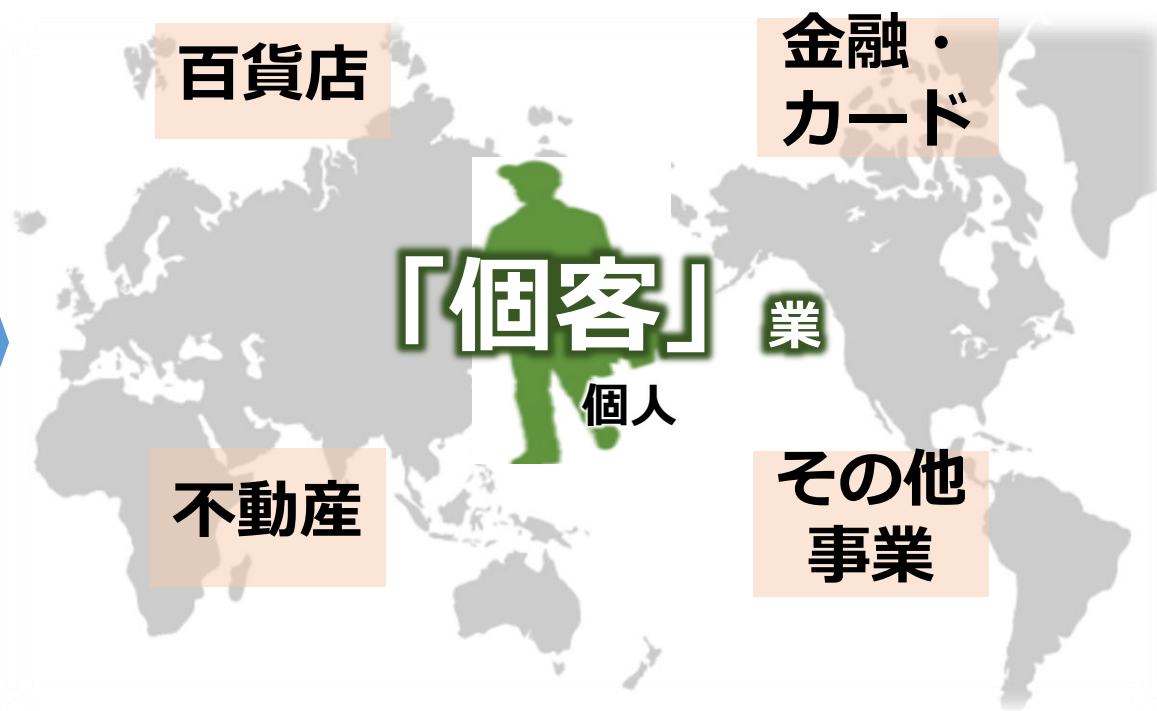 百貨店
金融・
カード
「個客」業
個人
不動産
その他
事業